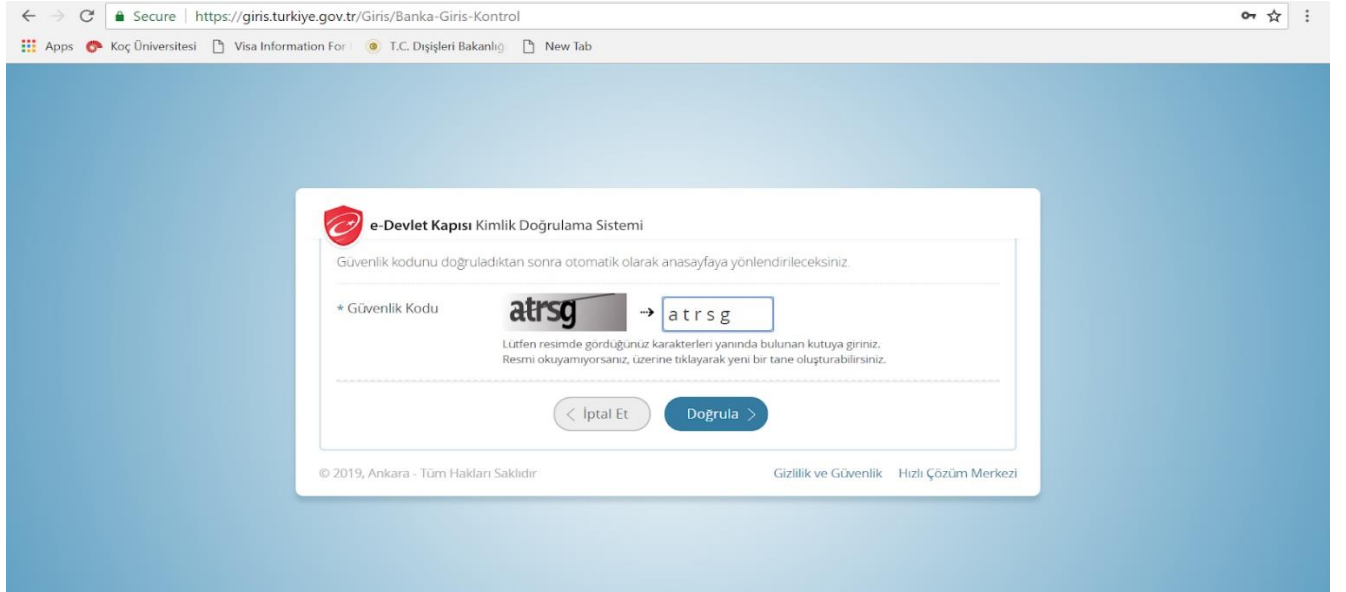 Secure | https://giris.turkiye.gov.tr/Giris/Banka-Giris-Kontrol
Apps Koç Üniversitesi Visa Information For T.C. Dışişleri Bakanlığ New Tab
e-Devlet Kapısı Kimlik Doğrulama Sistemi
Güvenlik kodunu doğruladıktan sonra otomatik olarak anasayfaya yönlendirileceksiniz.
* Güvenlik Kodu atrsg ⇢ atrsg
Lütfen resimde gördüğünüz karakterleri yanında bulunan kutuya giriniz.
Resmi okuyamıyorsanız, üzerine tıklayarak yeni bir tane oluşturabilirsiniz.
< İptal Et Doğrula >
© 2019, Ankara - Tüm Hakları Saklıdır Gizlilik ve Güvenlik Hızlı Çözüm Merkezi